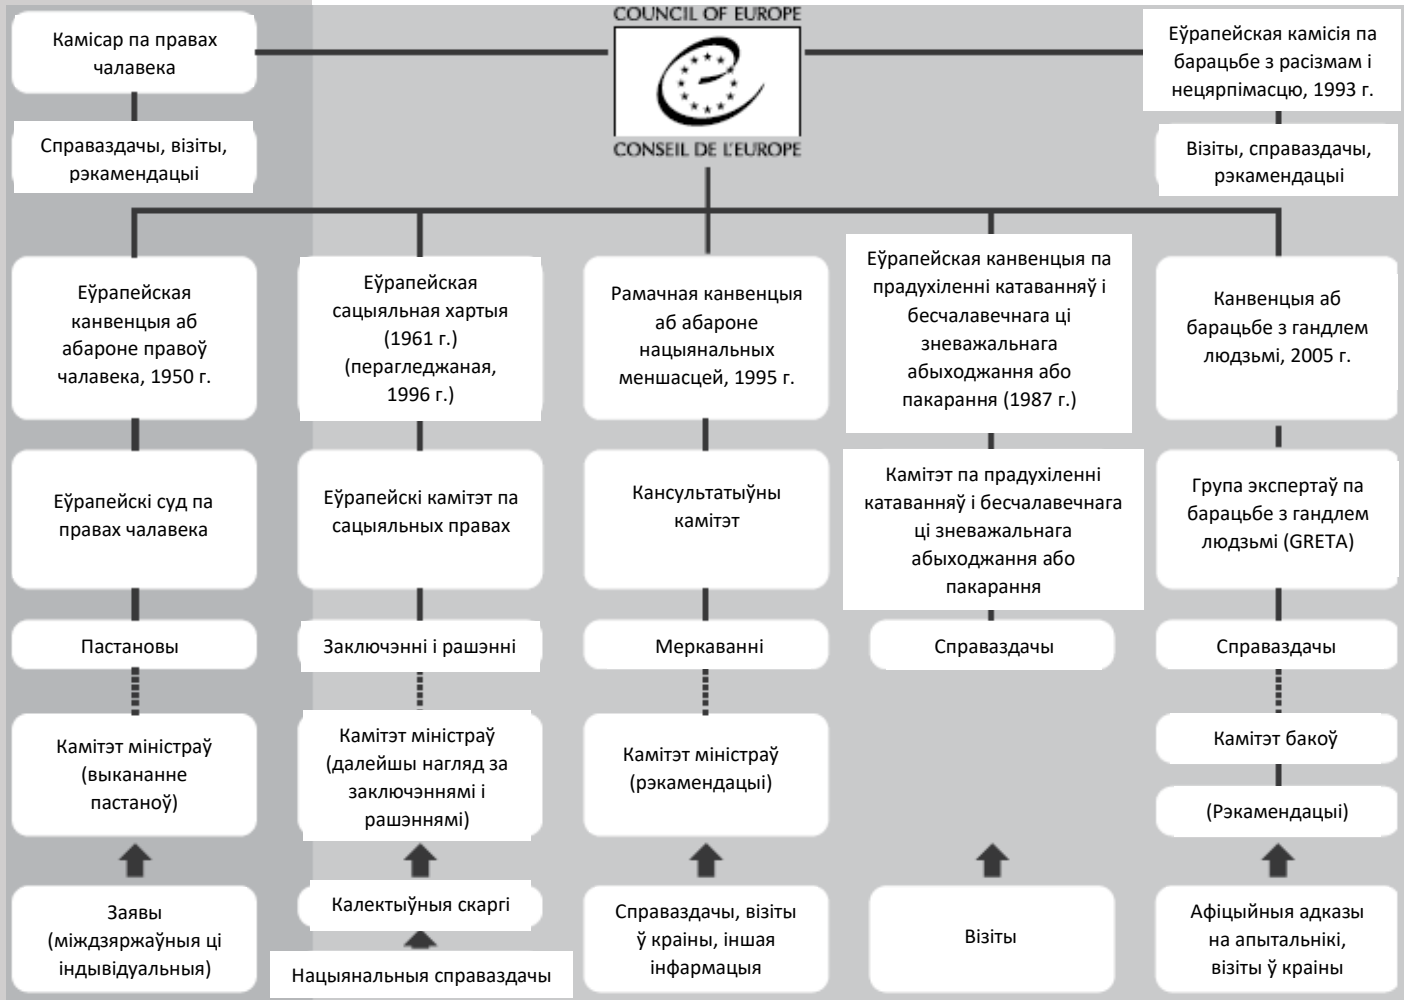 COUNCIL OF EUROPE
CONSEIL DE L'EUROPE
Камісар па правах
чалавека
Справаздачы, візіты,
рэкамендацыі
Еўрапейская камісія па
барацьбе з расізмам і
нецярпімасцю, 1993 г.
Візіты, справаздачы,
рэкамендацыі
Еўрапейская
канвенцыя аб
абароне правоў
чалавека, 1950 г.
Еўрапейскі суд па
правах чалавека
Пастановы
Камітэт міністраў
(выкананне
пастаноў)
Заявы
(міждзяржаўныя ці
індывідуальныя)
Еўрапейская
сацыяльная хартыя
(1961 г.)
(перагледжаная,
1996 г.)
Еўрапейскі камітэт па
сацыяльных правах
Заключэнні і рашэнні
Камітэт міністраў
(далейшы нагляд за
заключэннямі і
рашэннямі)
Калектыўныя скаргі
Нацыянальныя справаздачы
Рамачная канвенцыя
аб абароне
нацыянальных
меншасцей, 1995 г.
Кансультатыўны
камітэт
Меркаванні
Камітэт міністраў
(рэкамендацыі)
Справаздачы, візіты
ў краіны, іншая
інфармацыя
Еўрапейская канвенцыя па
прадухіленні катаванняў і
бесчалавечнага ці
зневажальнага
абыходжання або
пакарання (1987 г.)
Камітэт па прадухіленні
катаванняў і бесчалавечнага
ці зневажальнага
абыходжання або
пакарання
Справаздачы
Візіты
Канвенцыя аб
барацьбе з гандлем
людзьмі, 2005 г.
Група экспертаў па
барацьбе з гандлем
людзьмі (GRETA)
Справаздачы
Камітэт бакоў
(Рэкамендацыі)
Афіцыйныя адказы
на апытальнікі,
візіты ў краіны